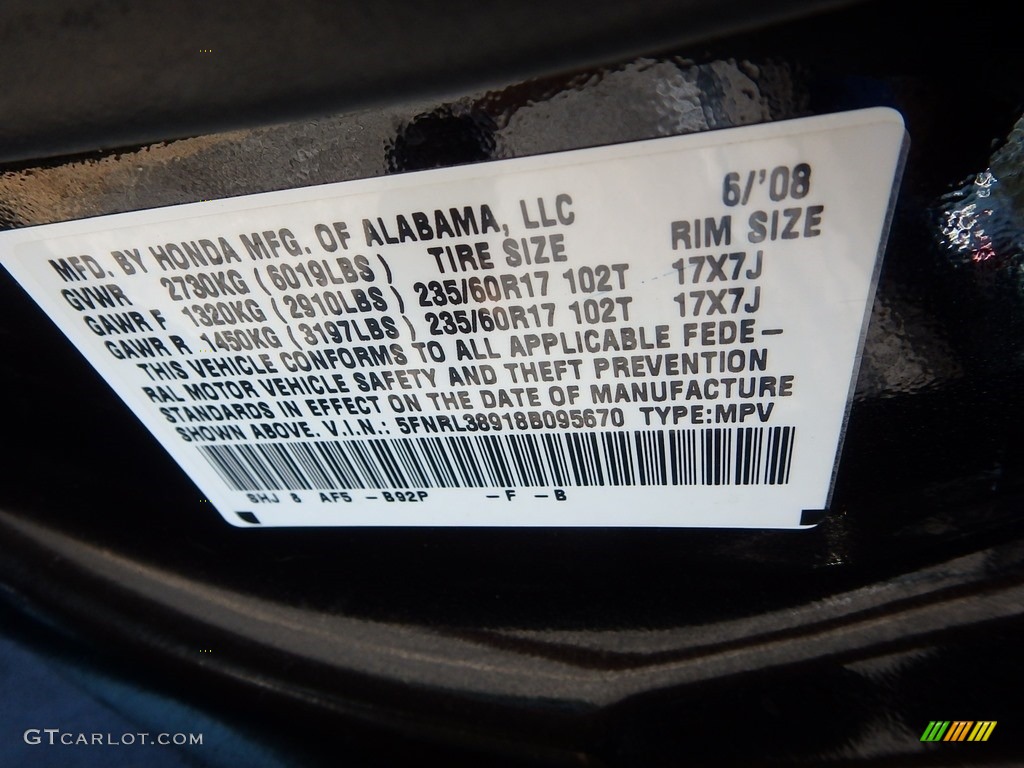 6/'08
MFD. BY HONDA MFG. OF ALABAMA, LLC
GVWR 2730KG (6019LBS) TIRE SIZE RIM SIZE
GAWR F 1320KG (2910LBS) 235/60R17 102T 17X7J
GAWR R 1450KG (3197LBS) 235/60R17 102T 17X7J
THIS VEHICLE CONFORMS TO ALL APPLICABLE FEDE-
RAL MOTOR VEHICLE SAFETY AND THEFT PREVENTION
STANDARDS IN EFFECT ON THE DATE OF MANUFACTURE
SHOWN ABOVE. V.I.N.: 5FNRL38918B095670 TYPE:MPV
SHJ 8 AF5 -B92P -F -B
GTCARLOT.COM